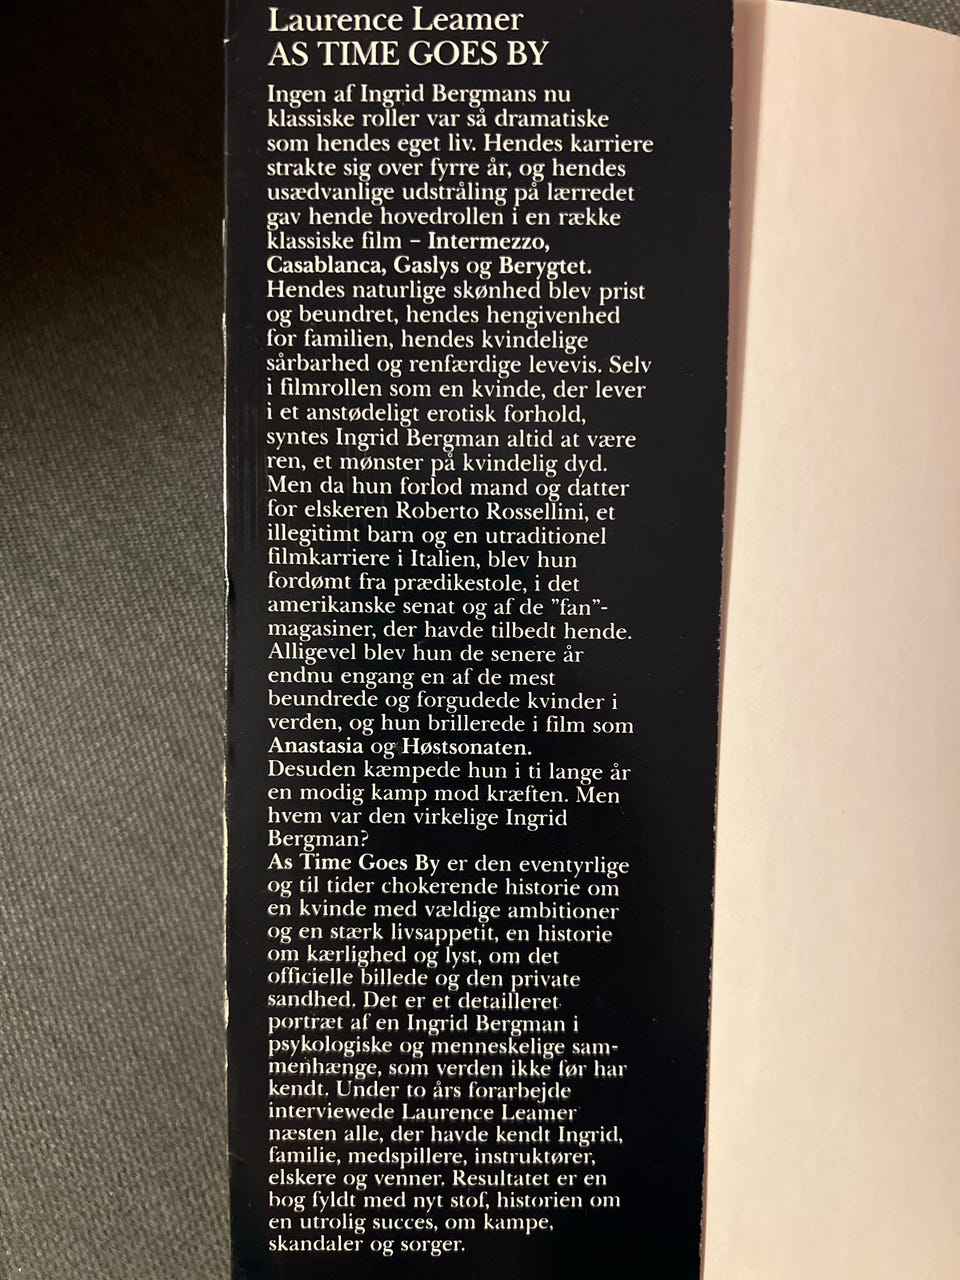 Laurence Leamer
AS TIME GOES BY
Ingen af Ingrid Bergmans nu
klassiske roller var så dramatiske
som hendes eget liv. Hendes karriere
strakte sig over fyrre år, og hendes
usædvanlige udstråling på lærredet
gav hende hovedrollen i en række
klassiske film – Intermezzo,
Casablanca, Gaslys og Berygtet.
Hendes naturlige skønhed blev prist
og beundret, hendes hengivenhed
for familien, hendes kvindelige
sårbarhed og renfærdige levevis. Selv
i filmrollen som en kvinde, der lever
i et anstødeligt erotisk forhold,
syntes Ingrid Bergman altid at være
ren, et mønster på kvindelig dyd.
Men da hun forlod mand og datter
for elskeren Roberto Rossellini, et
illegitimt barn og en utraditionel
filmkarriere i Italien, blev hun
fordømt fra prædikestole, i det
amerikanske senat og af de ”fan”-
magasiner, der havde tilbedt hende.
Alligevel blev hun de senere år
endnu engang en af de mest
beundrede og forgudede kvinder i
verden, og hun brillerede i film som
Anastasia og Høstsonaten.
Desuden kæmpede hun i ti lange år
en modig kamp mod kræften. Men
hvem var den virkelige Ingrid
Bergman?
As Time Goes By er den eventyrlige
og til tider chokerende historie om
en kvinde med vældige ambitioner
og en stærk livsappetit, en historie
om kærlighed og lyst, om det
officielle billede og den private
sandhed. Det er et detailleret
portræt af en Ingrid Bergman i
psykologiske og menneskelige sam-
menhænge, som verden ikke før har
kendt. Under to års forarbejde
interviewede Laurence Leamer
næsten alle, der havde kendt Ingrid,
familie, medspillere, instruktører,
elskere og venner. Resultatet er en
bog fyldt med nyt stof, historien om
en utrolig succes, om kampe,
skandaler og sorger.